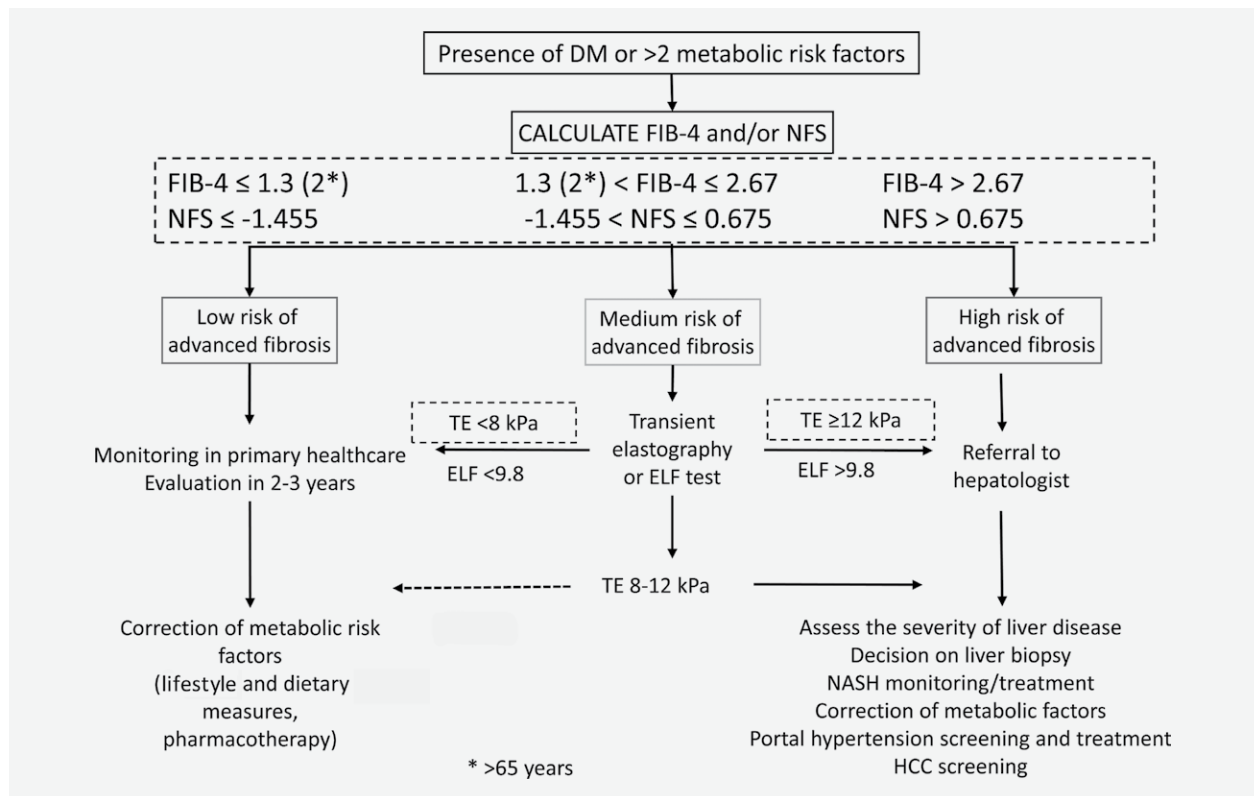 Presence of DM or >2 metabolic risk factors
CALCULATE FIB-4 and/or NFS
FIB-4 ≤ 1.3 (2*)
NFS ≤ -1.455
1.3 (2*) < FIB-4 ≤ 2.67
-1.455 < NFS ≤ 0.675
FIB-4 > 2.67
NFS > 0.675
Low risk of
advanced fibrosis
Medium risk of
advanced fibrosis
High risk of
advanced fibrosis
Monitoring in primary healthcare
Evaluation in 2-3 years
TE <8 kPa
ELF <9.8
Transient
elastography
or ELF test
TE ≥12 kPa
ELF >9.8
Referral to
hepatologist
TE 8-12 kPa
Correction of metabolic risk
factors
(lifestyle and dietary
measures,
pharmacotherapy)
Assess the severity of liver disease
Decision on liver biopsy
NASH monitoring/treatment
Correction of metabolic factors
Portal hypertension screening and treatment
HCC screening
* >65 years